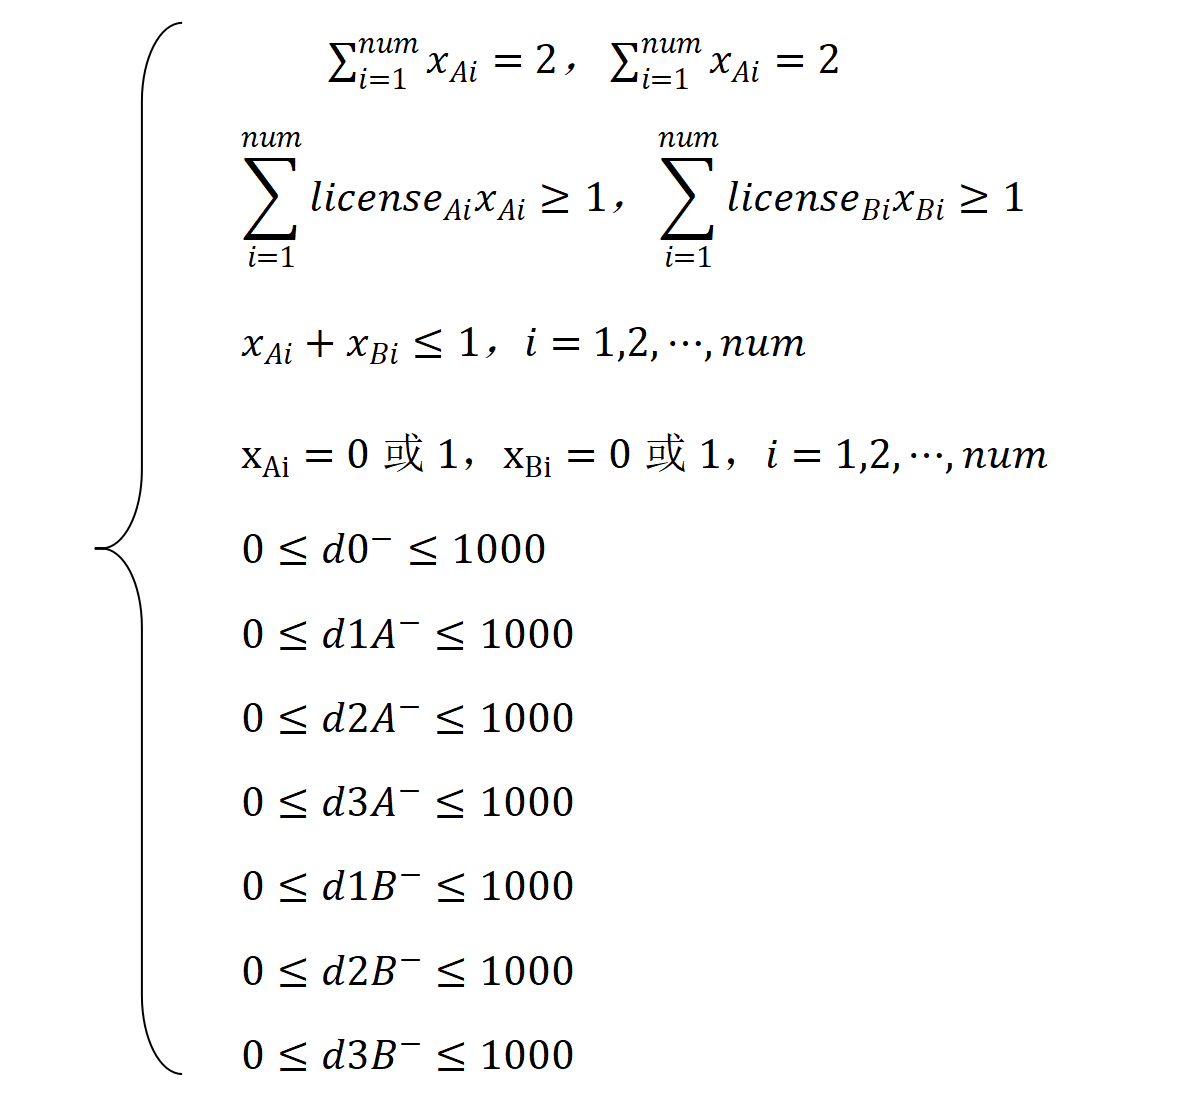 ∑_{i=1}^{num} x_{Ai} = 2， ∑_{i=1}^{num} x_{Ai} = 2
∑_{i=1}^{num} license_{Ai}x_{Ai} ≥ 1， ∑_{i=1}^{num} license_{Bi}x_{Bi} ≥ 1
x_{Ai} + x_{Bi} ≤ 1，i = 1,2,⋯,num
x_{Ai} = 0 或 1，x_{Bi} = 0 或 1，i = 1,2,⋯,num
0 ≤ d0⁻ ≤ 1000
0 ≤ d1A⁻ ≤ 1000
0 ≤ d2A⁻ ≤ 1000
0 ≤ d3A⁻ ≤ 1000
0 ≤ d1B⁻ ≤ 1000
0 ≤ d2B⁻ ≤ 1000
0 ≤ d3B⁻ ≤ 1000